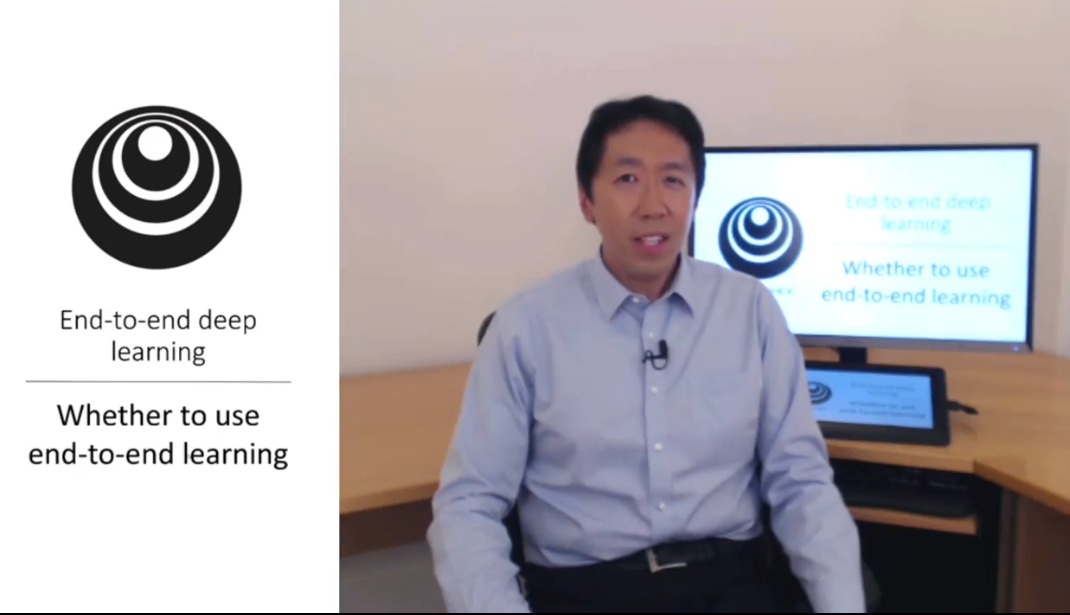 End-to-end deep
learning
Whether to use
end-to-end learning
End-to-end deep
learning
Whether to use
end-to-end learning